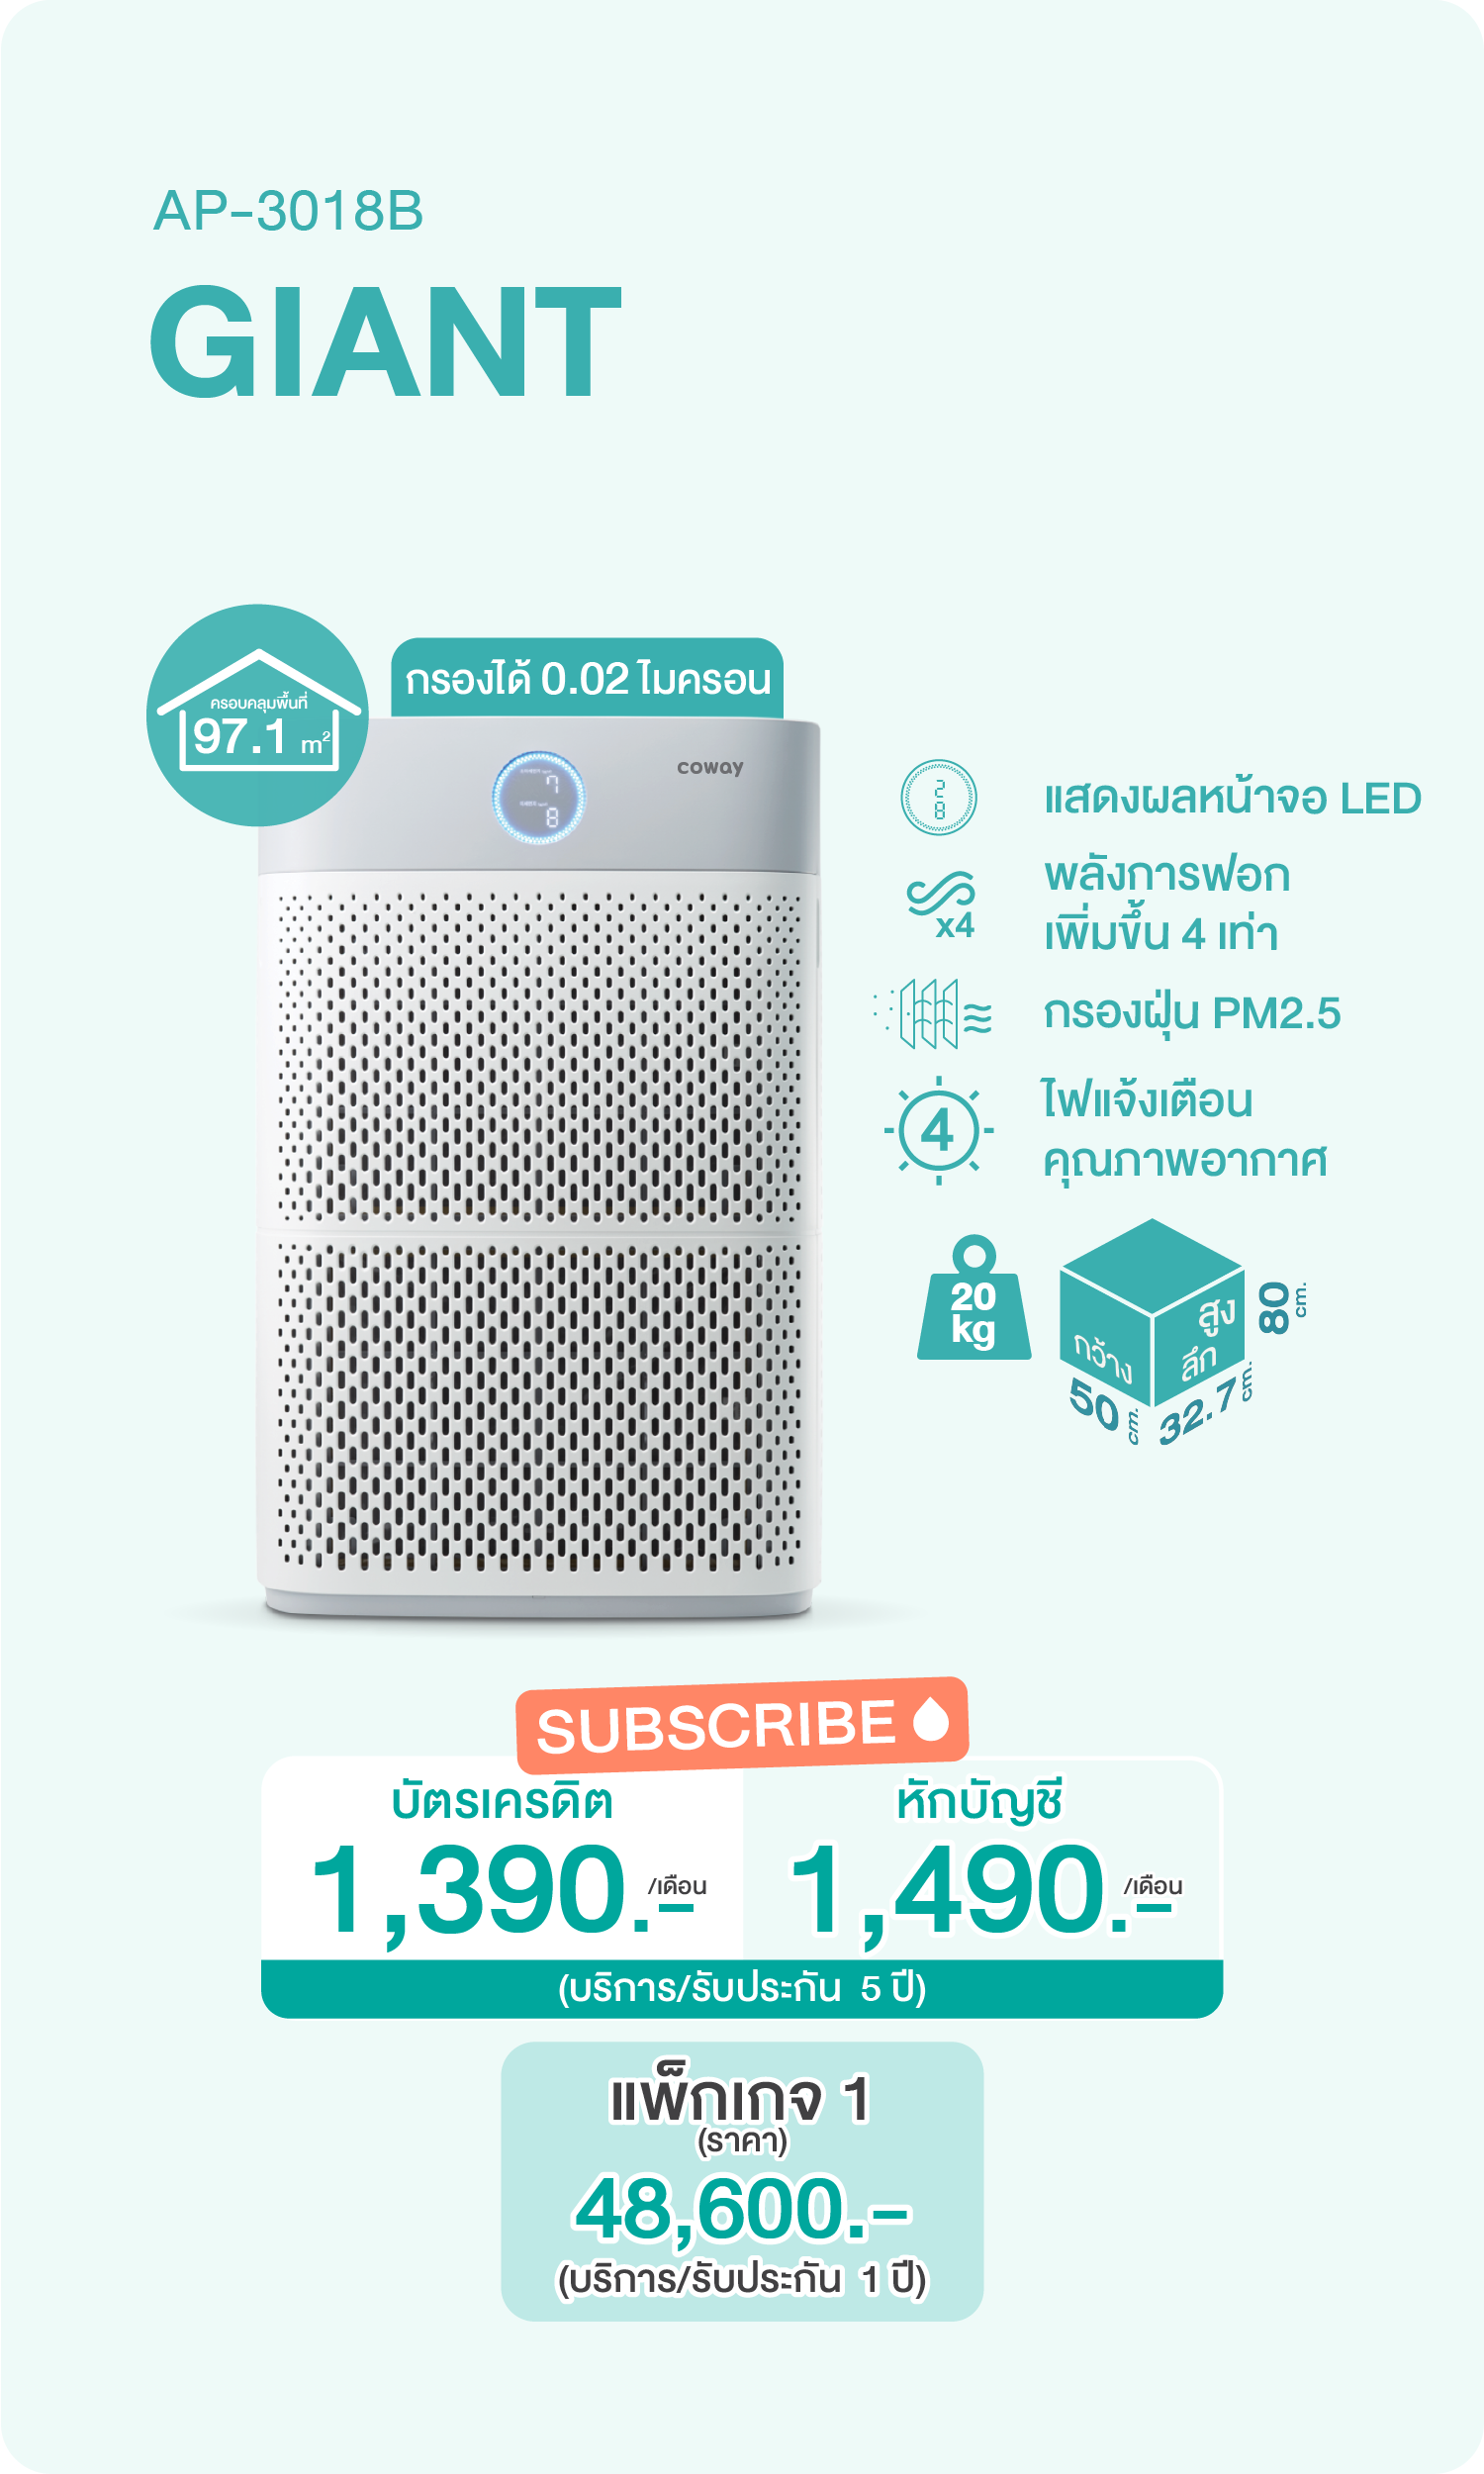 AP-3018B
GIANT
ครอบคลุมพื้นที่
97.1 m²
กรองได้ 0.02 ไมครอน
coway
7
8
2
8
แสดงผลหน้าจอ LED
x4
พลังการฟอก
เพิ่มขึ้น 4 เท่า
กรองฝุ่น PM2.5
4
ไฟแจ้งเตือน
คุณภาพอากาศ
20
kg
กว้าง
50 cm.
ลึก
32.7 cm.
สูง
80 cm.
SUBSCRIBE
บัตรเครดิต
1,390.- /เดือน
หักบัญชี
1,490.- /เดือน
(บริการ/รับประกัน 5 ปี)
แพ็กเกจ 1
(ราคา)
48,600.-
(บริการ/รับประกัน 1 ปี)